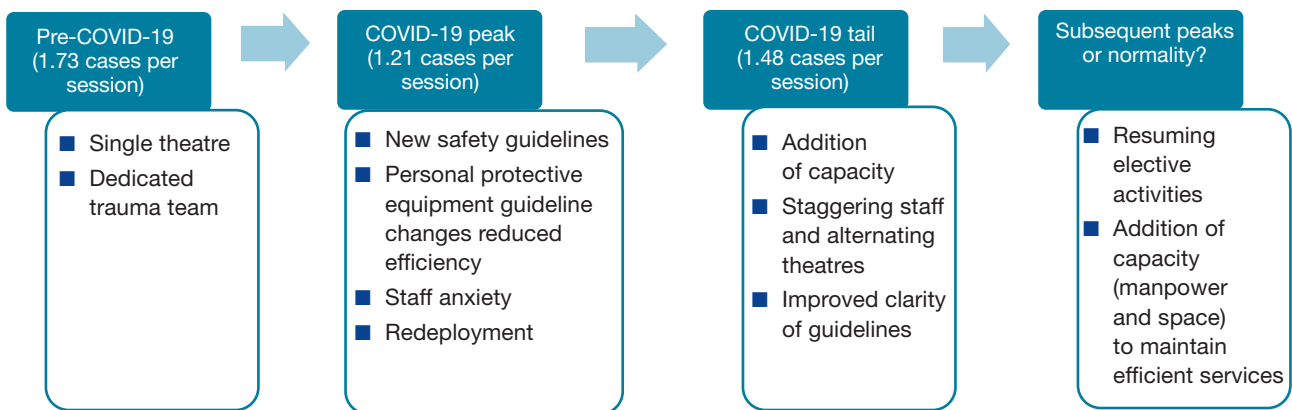 Pre-COVID-19
(1.73 cases per
session)
Single theatre
Dedicated
trauma team
COVID-19 peak
(1.21 cases per
session)
New safety guidelines
Personal protective
equipment guideline
changes reduced
efficiency
Staff anxiety
Redeployment
COVID-19 tail
(1.48 cases per
session)
Addition
of capacity
Staggering staff
and alternating
theatres
Improved clarity
of guidelines
Subsequent peaks
or normality?
Resuming
elective
activities
Addition of
capacity
(manpower
and space)
to maintain
efficient services